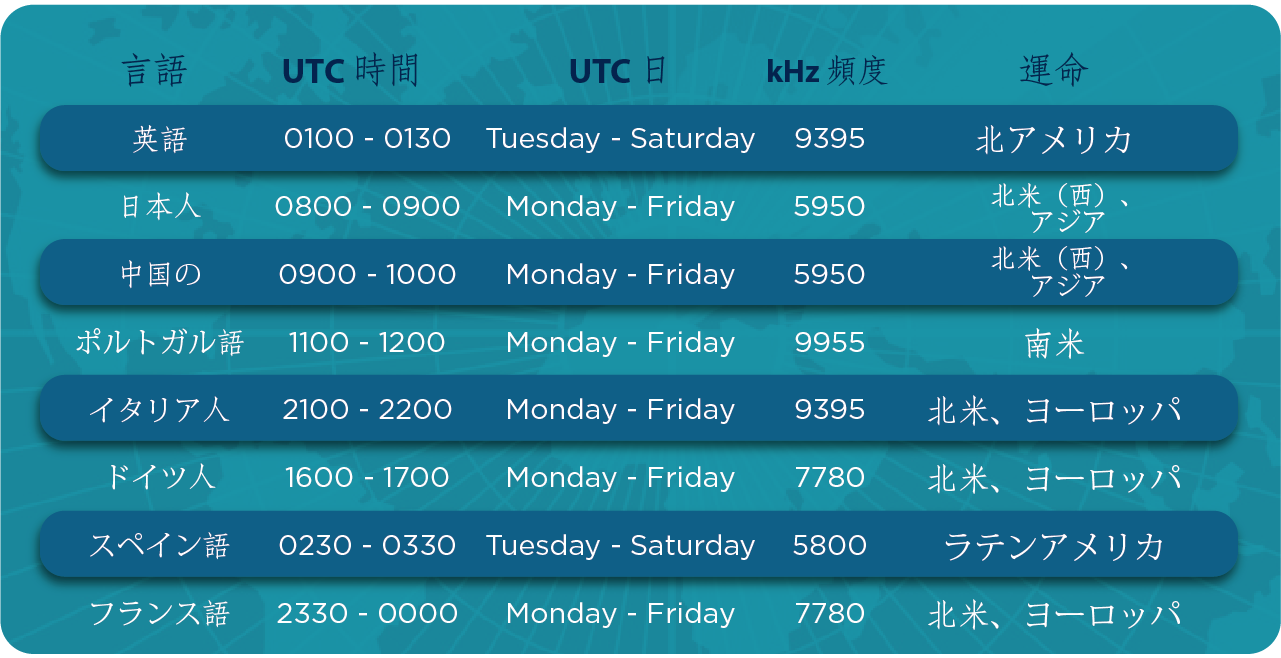 言語 UTC 時間 UTC 日 kHz 頻度 運命
英語 0100 - 0130 Tuesday - Saturday 9395 北アメリカ
日本人 0800 - 0900 Monday - Friday 5950 北米（西）、
アジア
中国の 0900 - 1000 Monday - Friday 5950 北米（西）、
アジア
ポルトガル語 1100 - 1200 Monday - Friday 9955 南米
イタリア人 2100 - 2200 Monday - Friday 9395 北米、ヨーロッパ
ドイツ人 1600 - 1700 Monday - Friday 7780 北米、ヨーロッパ
スペイン語 0230 - 0330 Tuesday - Saturday 5800 ラテンアメリカ
フランス語 2330 - 0000 Monday - Friday 7780 北米、ヨーロッパ